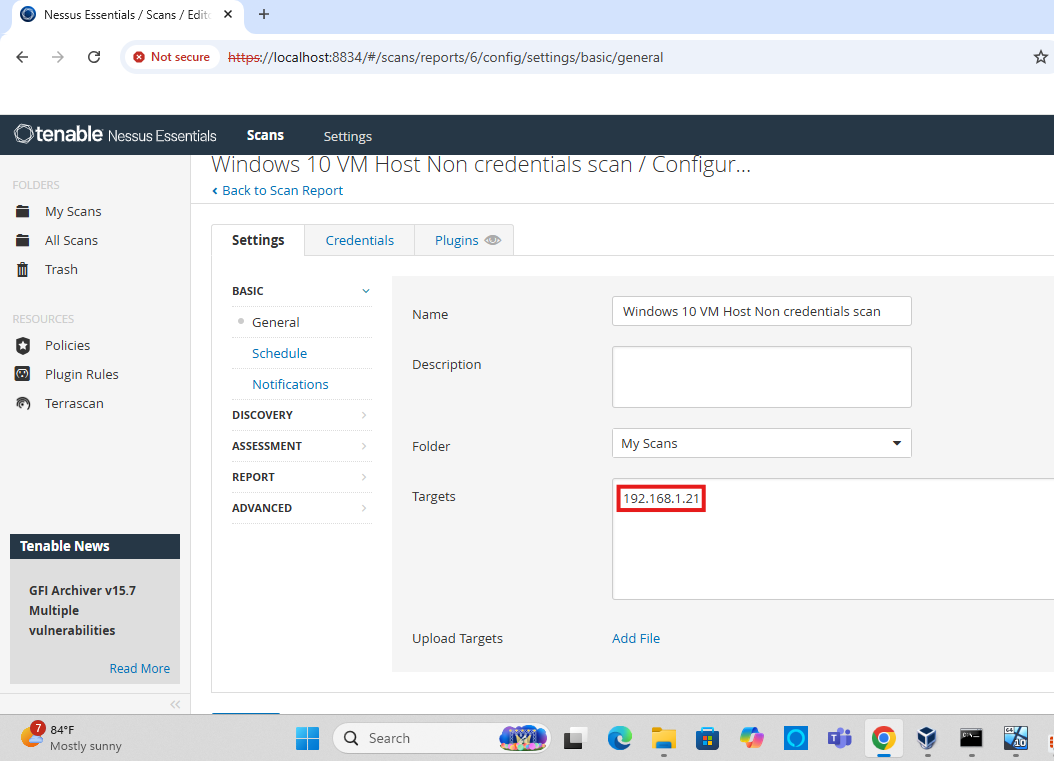 Nessus Essentials / Scans / Edito
Not secure https://localhost:8834/#/scans/reports/6/config/settings/basic/general
tenable Nessus Essentials Scans Settings
Windows 10 VM Host Non credentials scan / Configur...
Back to Scan Report
FOLDERS
My Scans
All Scans
Trash
RESOURCES
Policies
Plugin Rules
Terrascan
Tenable News
GFI Archiver v15.7
Multiple
vulnerabilities
Read More
Settings Credentials Plugins
BASIC
General
Schedule
Notifications
DISCOVERY
ASSESSMENT
REPORT
ADVANCED
Name Windows 10 VM Host Non credentials scan
Description
Folder My Scans
Targets 192.168.1.21
Upload Targets Add File
7
84°F
Mostly sunny
Search